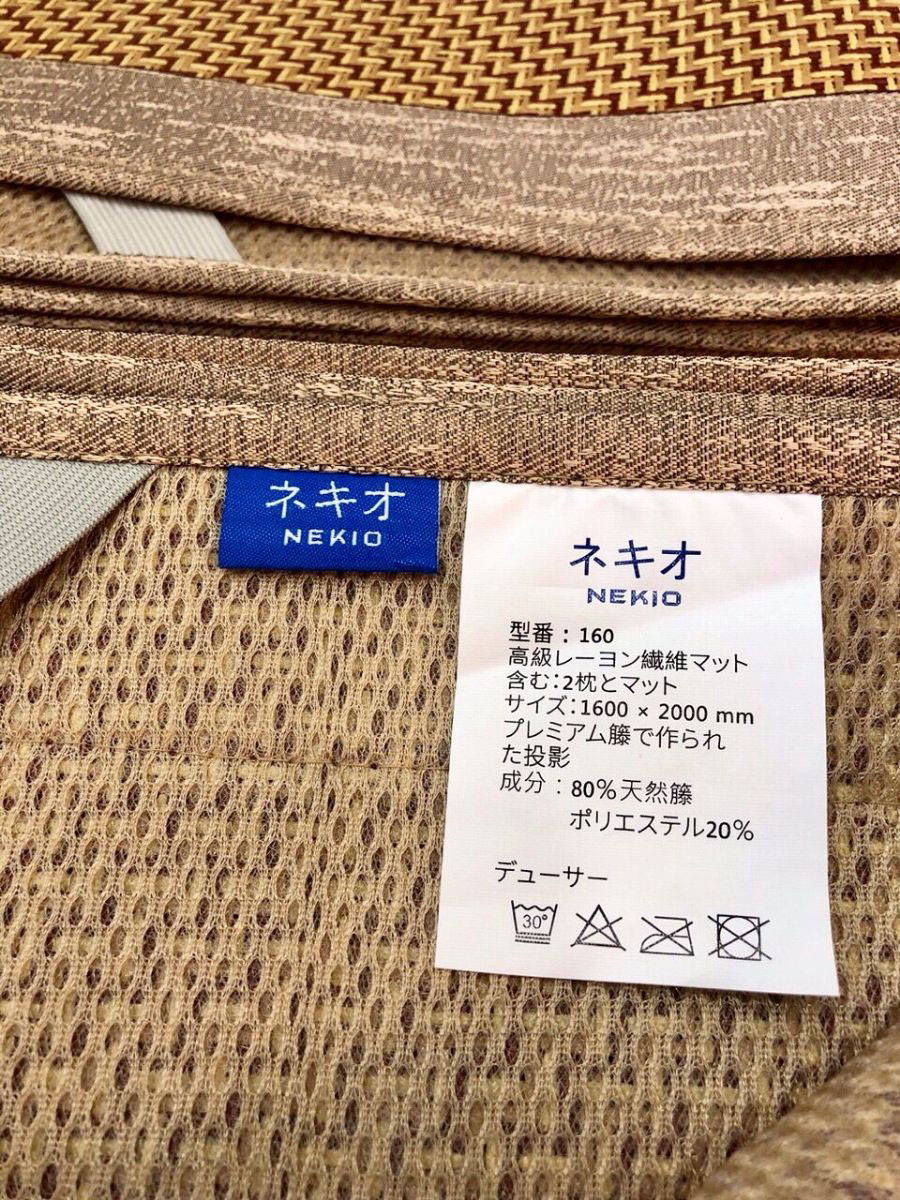 ネキオ
NEKIO
ネキオ
NEKIO
型番 : 160
高級レーヨン繊維マット
含む:2枕とマット
サイズ:1600 × 2000 mm
プレミアム籐で作られ
た投影
成分 : 80%天然籐
ポリエステル20%
デューサー
30°